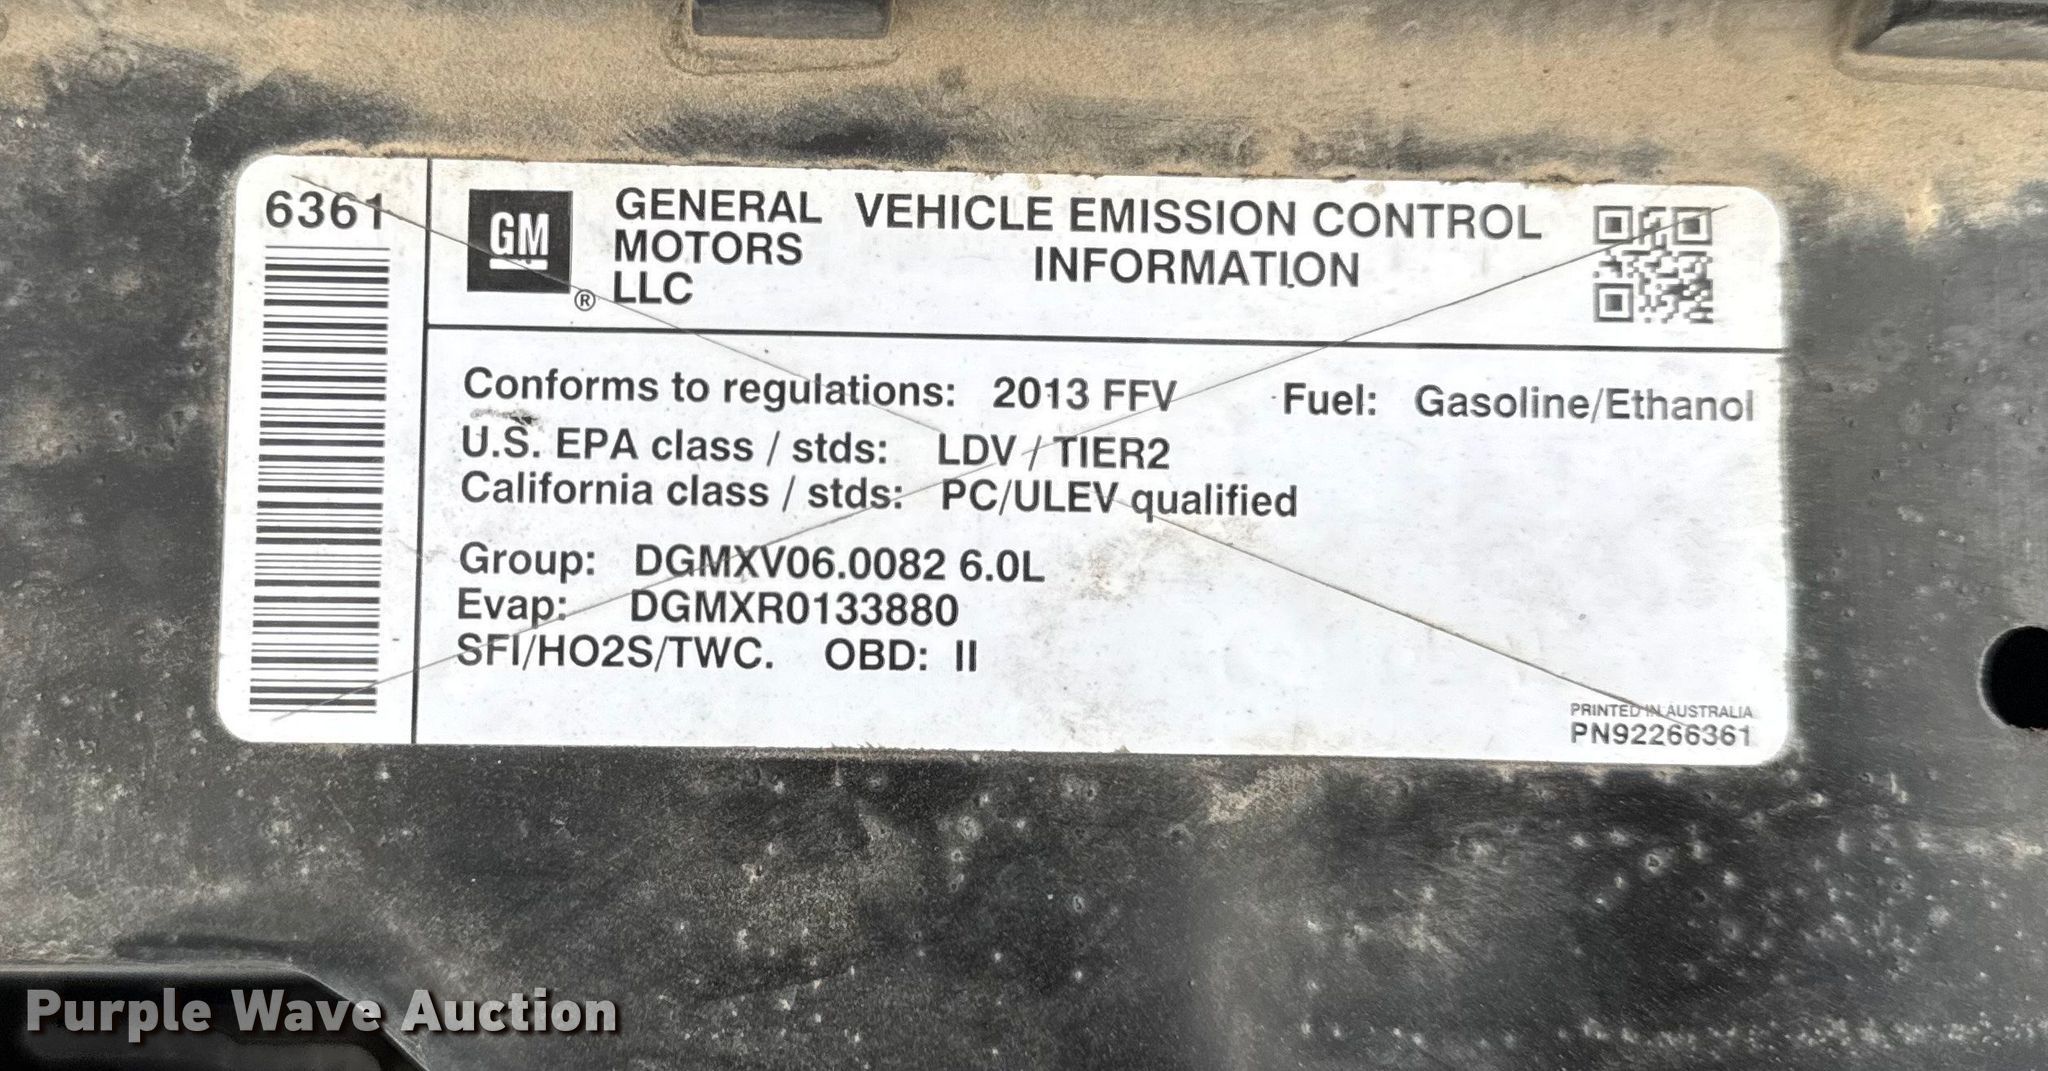 6361
GM
®
GENERAL
MOTORS
LLC
VEHICLE EMISSION CONTROL
INFORMATION
Conforms to regulations: 2013 FFV Fuel: Gasoline/Ethanol
U.S. EPA class / stds: LDV / TIER2
California class / stds: PC/ULEV qualified
Group: DGMXV06.0082 6.0L
Evap: DGMXR0133880
SFI/HO2S/TWC. OBD: II
PRINTED IN AUSTRALIA
PN92266361
Purple Wave Auction